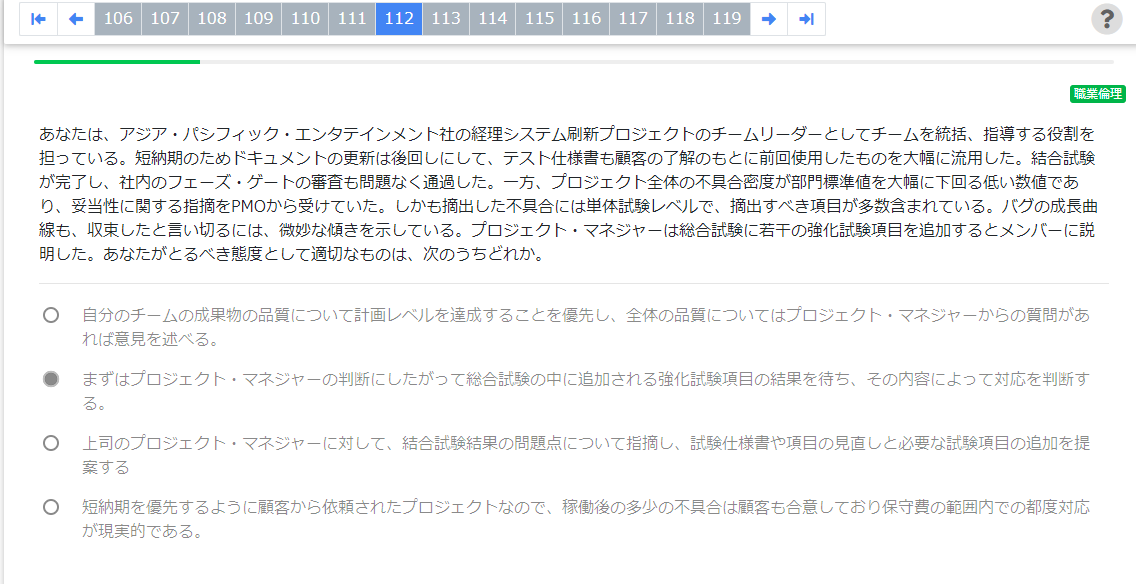 106 107 108 109 110 111 112 113 114 115 116 117 118 119 ?
職業倫理
あなたは、アジア・パシフィック・エンタテインメント社の経理システム刷新プロジェクトのチームリーダーとしてチームを統括、指導する役割を
担っている。短納期のためドキュメントの更新は後回しにして、テスト仕様書も顧客の了解のもとに前回使用したものを大幅に流用した。結合試験
が完了し、社内のフェーズ・ゲートの審査も問題なく通過した。一方、プロジェクト全体の不具合密度が部門標準値を大幅に下回る低い数値であ
り、妥当性に関する指摘をPMOから受けていた。しかも摘出した不具合には単体試験レベルで、摘出すべき項目が多数含まれている。バグの成長曲
線も、収束したと言い切るには、微妙な傾きを示している。プロジェクト・マネジャーは総合試験に若干の強化試験項目を追加するとメンバーに説
明した。あなたがとるべき態度として適切なものは、次のうちどれか。
自分のチームの成果物の品質について計画レベルを達成することを優先し、全体の品質についてはプロジェクト・マネジャーからの質問があ
れば意見を述べる。
まずはプロジェクト・マネジャーの判断にしたがって総合試験の中に追加される強化試験項目の結果を待ち、その内容によって対応を判断す
る。
上司のプロジェクト・マネジャーに対して、結合試験結果の問題点について指摘し、試験仕様書や項目の見直しと必要な試験項目の追加を提
案する
短納期を優先するように顧客から依頼されたプロジェクトなので、稼働後の多少の不具合は顧客も合意しており保守費の範囲内での都度対応
が現実的である。